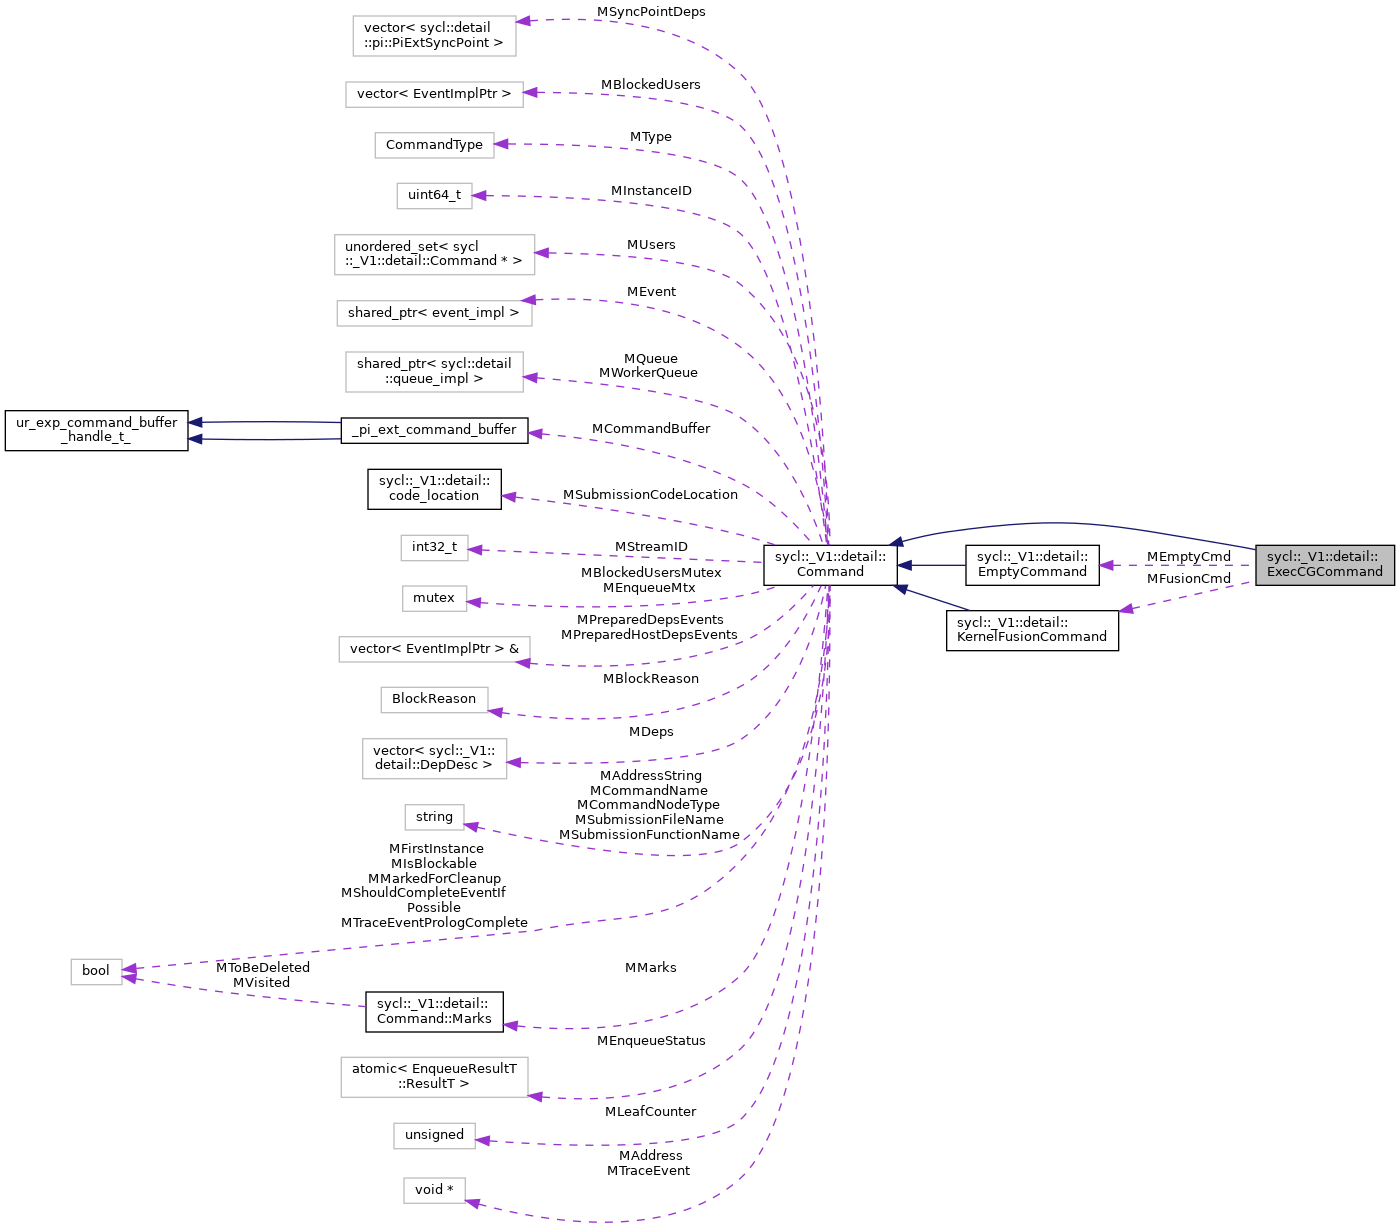 MSyncPointDeps
vector< sycl::detail
::pi::PiExtSyncPoint >
MBlockedUsers
vector< EventImplPtr >
MType
CommandType
MInstanceID
uint64_t
MUsers
unordered_set< sycl
::_V1::detail::Command * >
MEvent
shared_ptr< event_impl >
MQueue
MWorkerQueue
shared_ptr< sycl::detail
::queue_impl >
ur_exp_command_buffer
_handle_t_
_pi_ext_command_buffer
MCommandBuffer
sycl::_V1::detail::
code_location
MSubmissionCodeLocation
int32_t
MStreamID
sycl::_V1::detail::
Command
sycl::_V1::detail::
EmptyCommand
MEmptyCmd
MFusionCmd
sycl::_V1::detail::
ExecCGCommand
mutex
MBlockedUsersMutex
MEnqueueMtx
sycl::_V1::detail::
KernelFusionCommand
vector< EventImplPtr > &
MPreparedDepsEvents
MPreparedHostDepsEvents
MBlockReason
BlockReason
MDeps
vector< sycl::_V1::
detail::DepDesc >
MAddressString
MCommandName
MCommandNodeType
MSubmissionFileName
MSubmissionFunctionName
string
MFirstInstance
MIsBlockable
MMarkedForCleanup
MShouldCompleteEventIf
Possible
MTraceEventPrologComplete
bool
MToBeDeleted
MVisited
MMarks
sycl::_V1::detail::
Command::Marks
MEnqueueStatus
atomic< EnqueueResultT
::ResultT >
MLeafCounter
unsigned
MAddress
MTraceEvent
void *